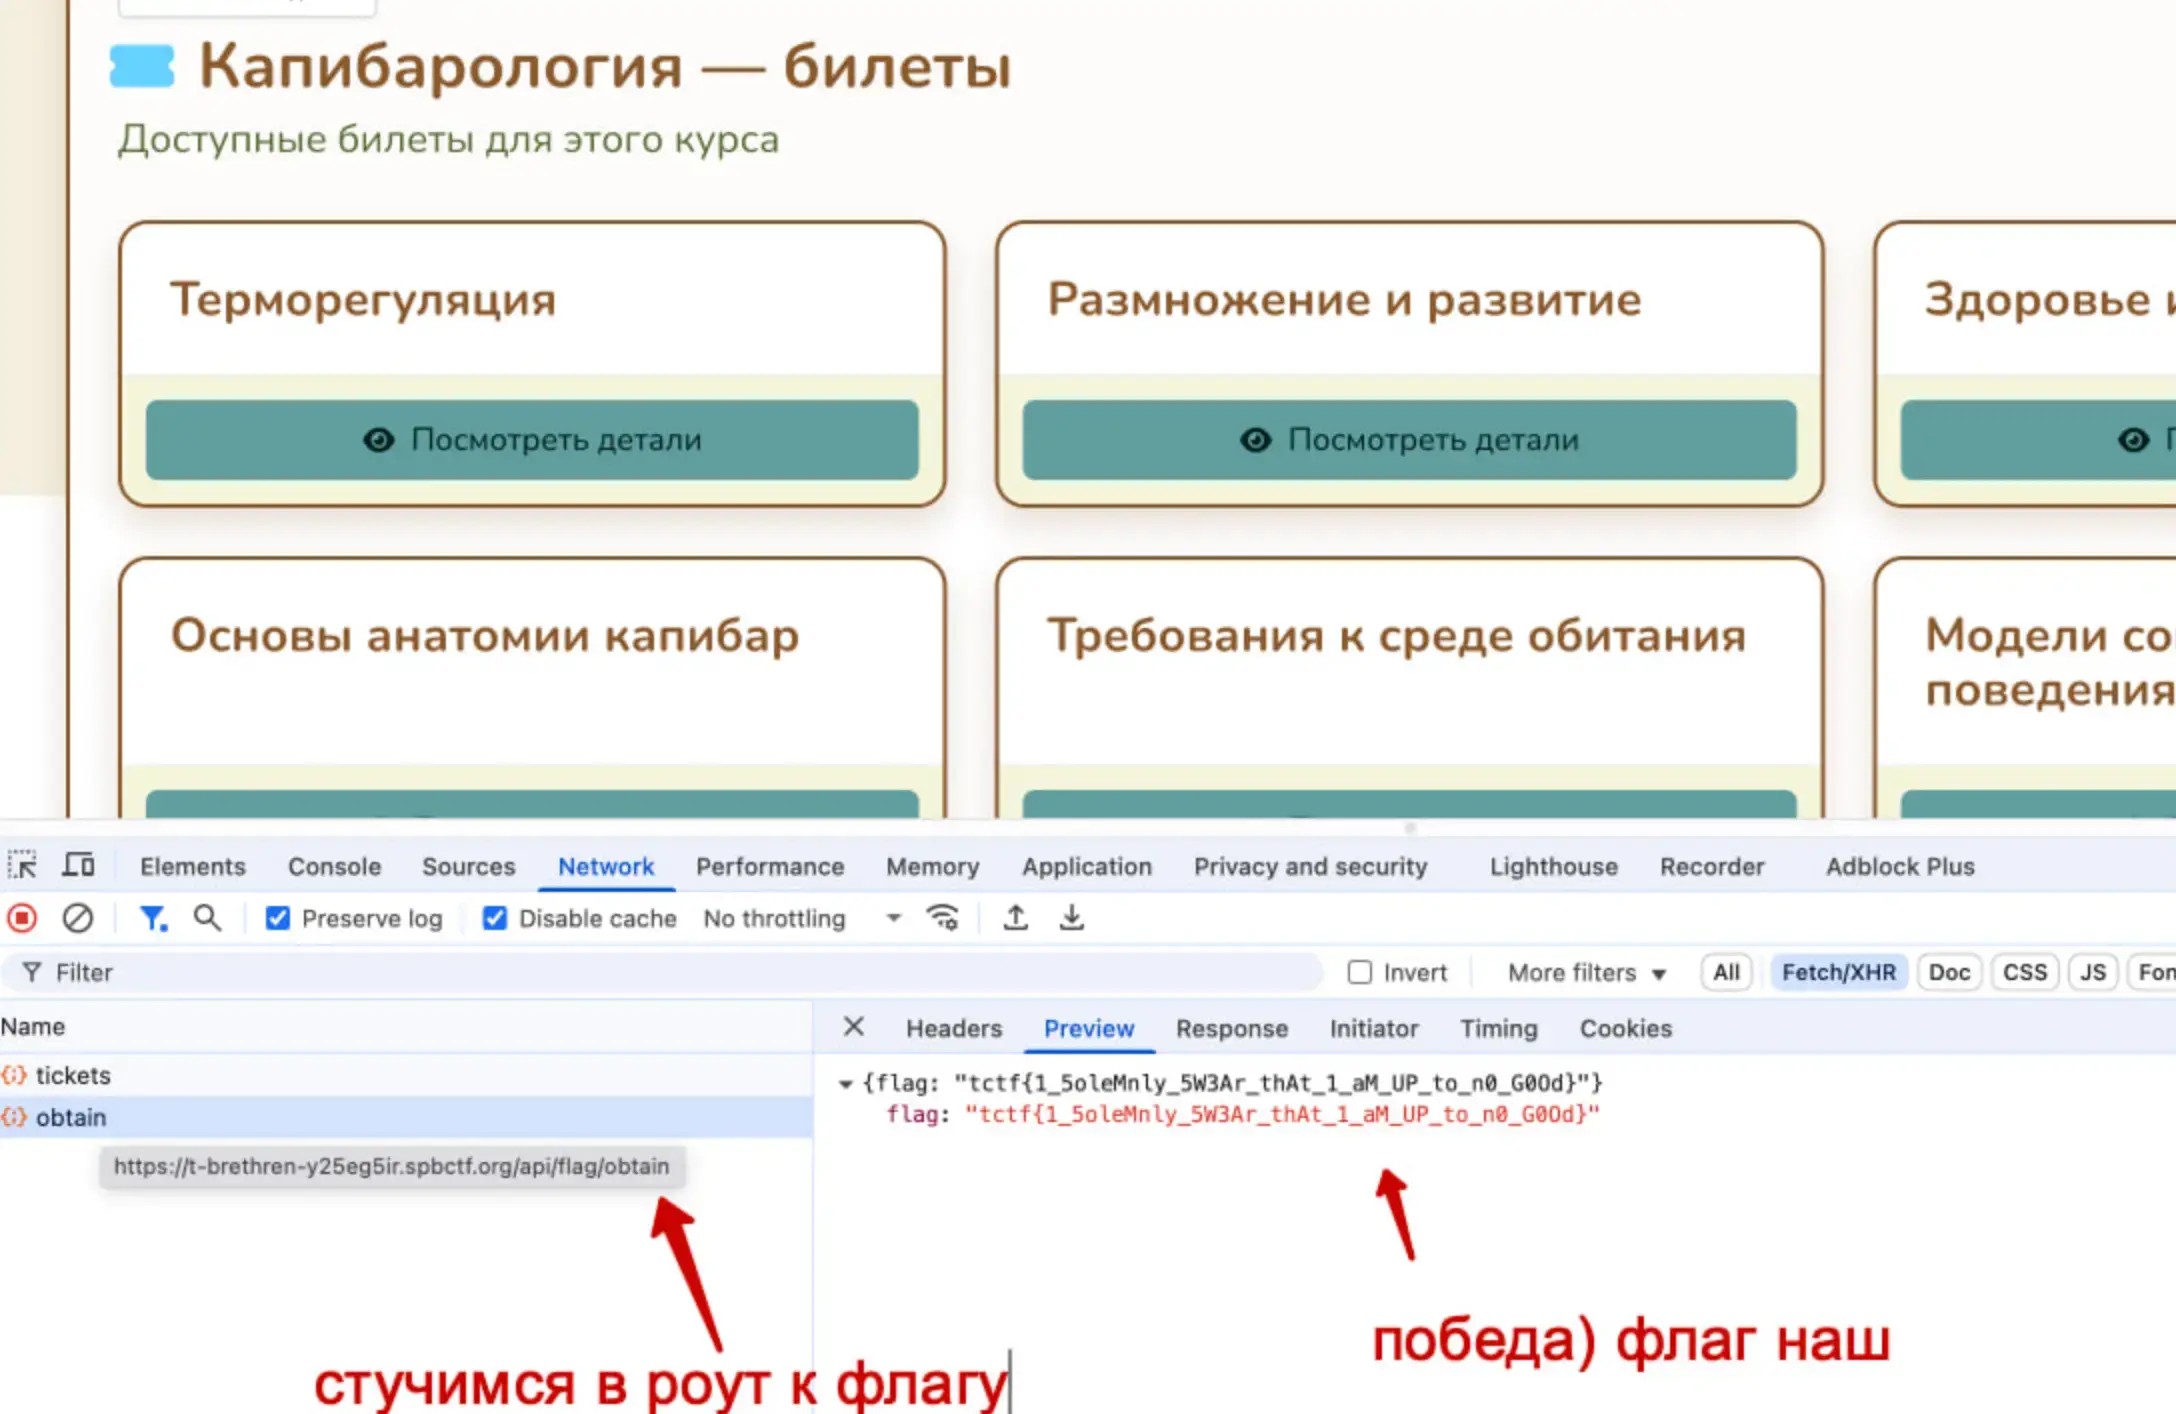 Капибарология — билеты
Доступные билеты для этого курса
Терморегуляция
Размножение и развитие
Здоровье
Посмотреть детали
Посмотреть детали
Основы анатомии капибар
Требования к среде обитания
Модели
поведения
Elements Console Sources Network Performance Memory Application Privacy and security Lighthouse Recorder Adblock Plus
Preserve log Disable cache No throttling
Filter Invert More filters All Fetch/XHR Doc CSS JS
Name
Headers Preview Response Initiator Timing Cookies
tickets
obtain
{flag: "tctf{1_5oleMnly_5W3Ar_thAt_1_aM_UP_to_n0_G0Od}"}
flag: "tctf{1_5oleMnly_5W3Ar_thAt_1_aM_UP_to_n0_G0Od}"
https://t-brethren-y25eg5ir.spbctf.org/api/flag/obtain
стучимся в роут к флагу
победа) флаг наш